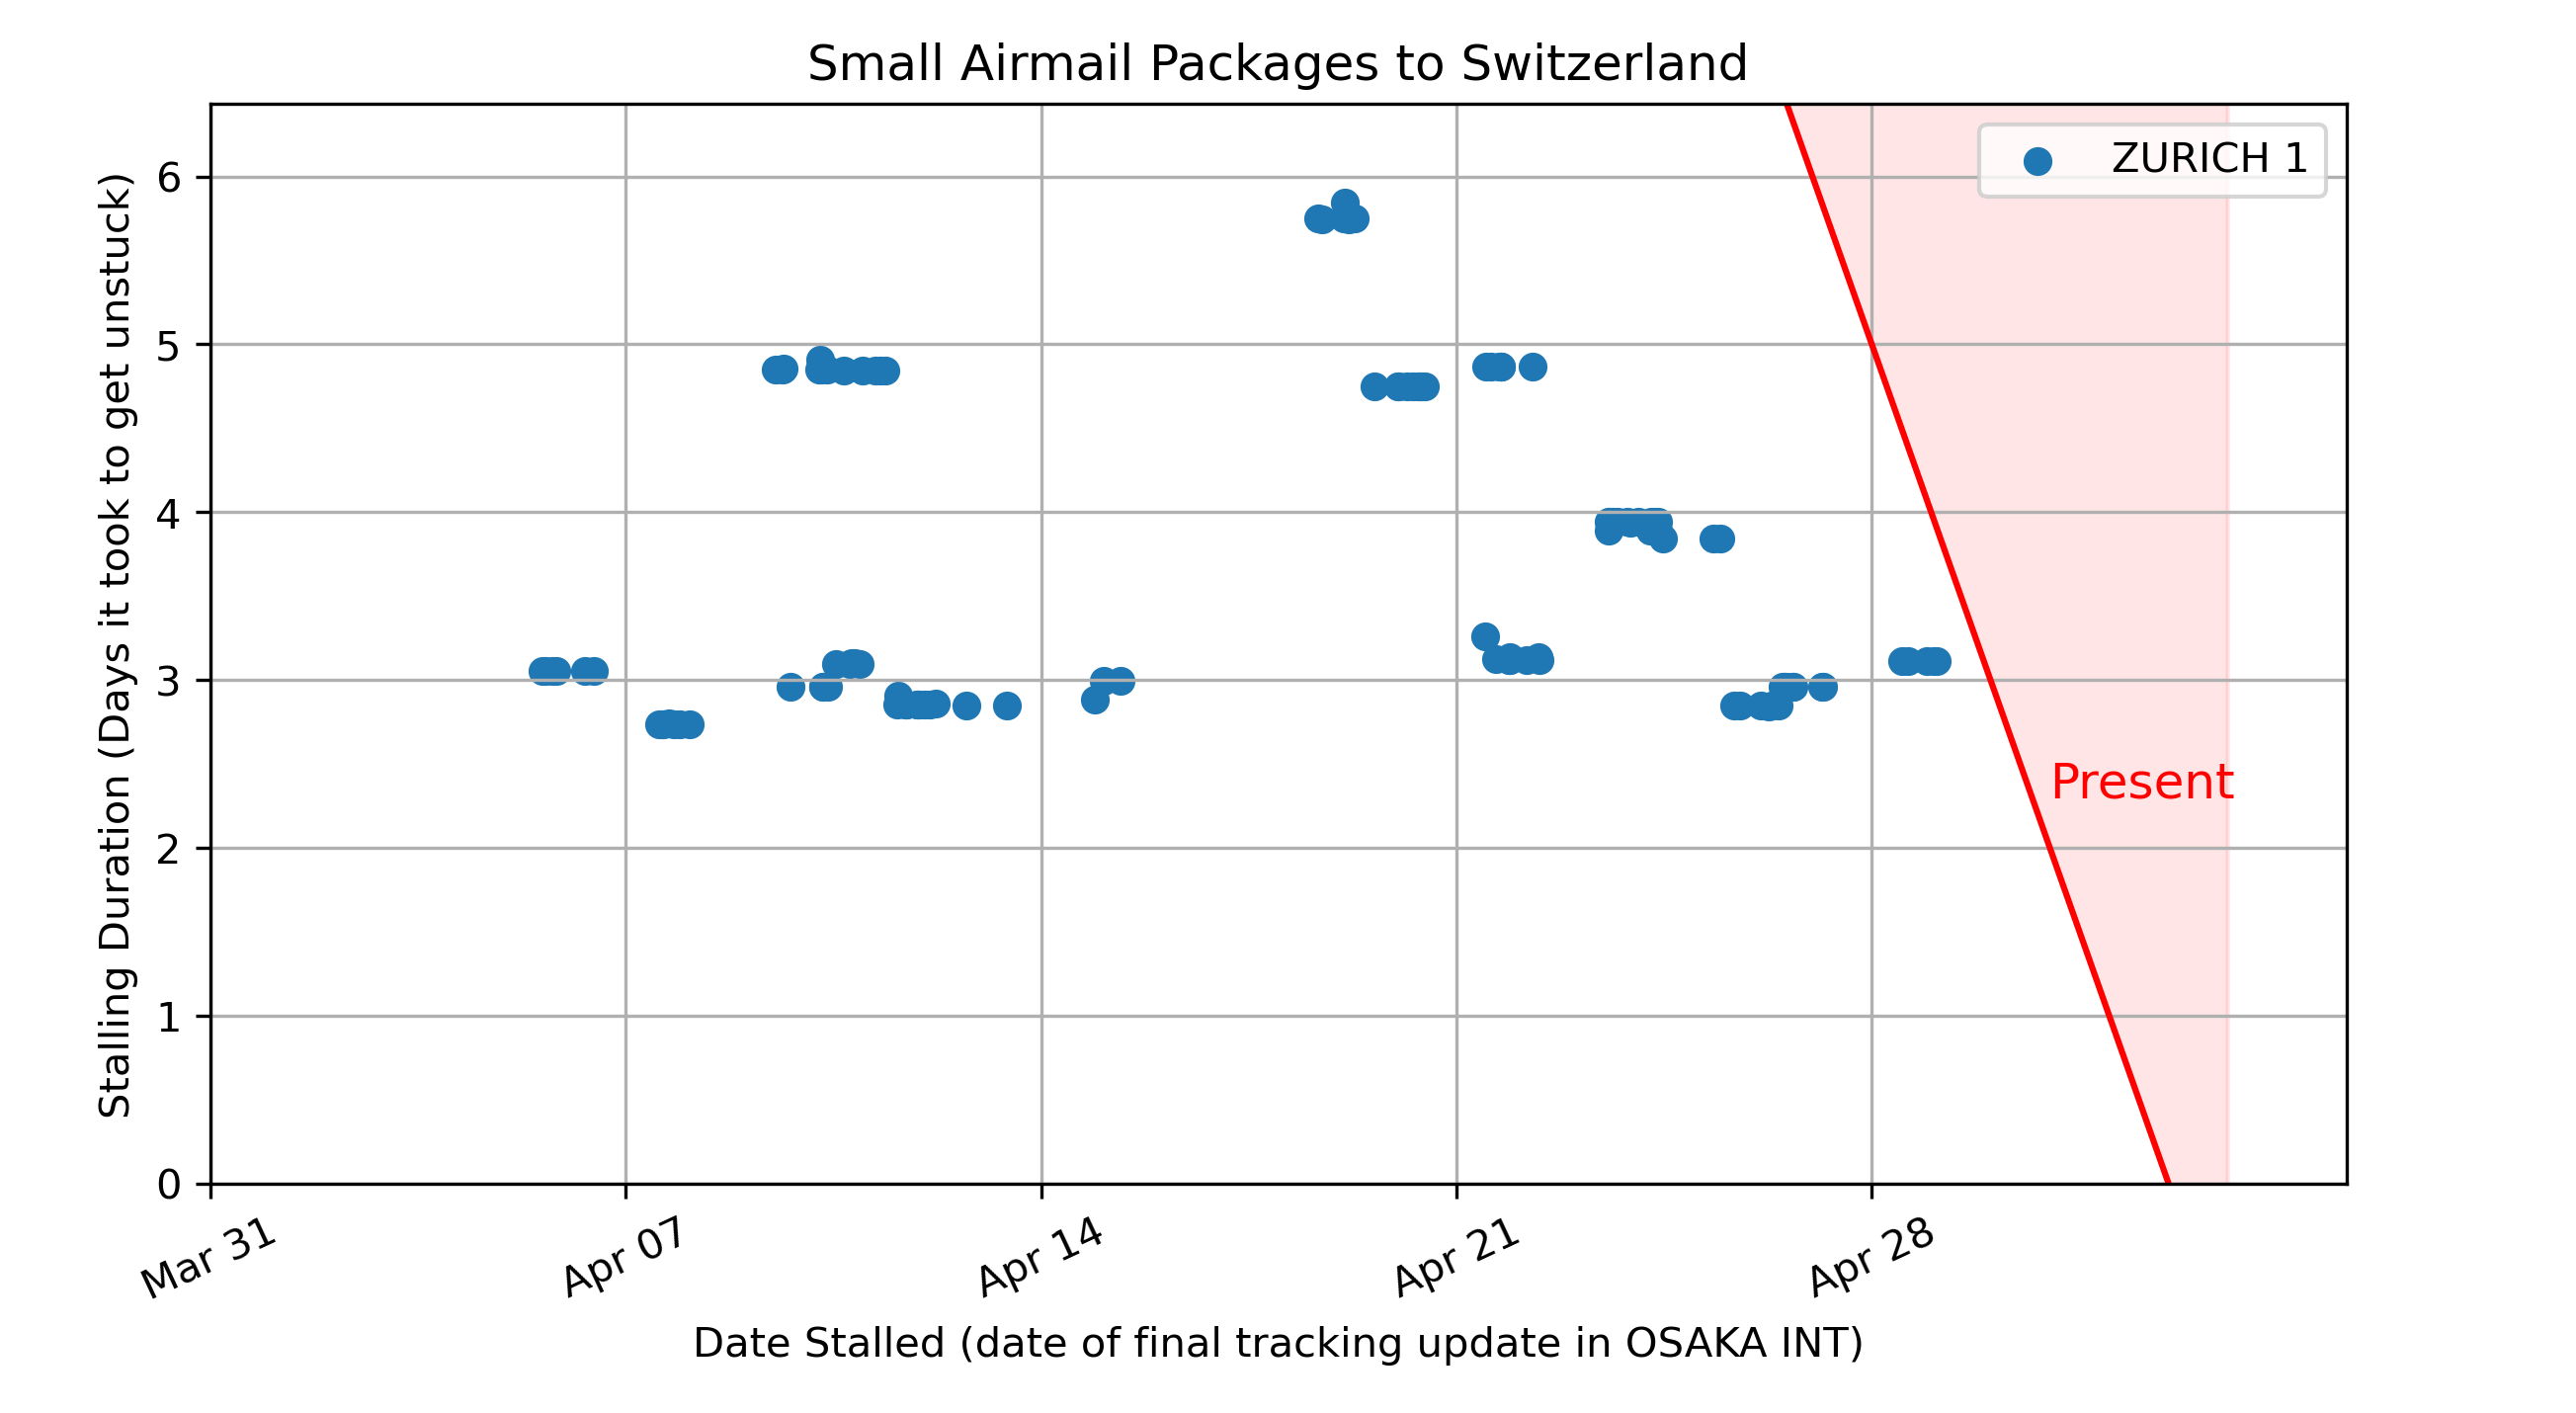 Small Airmail Packages to Switzerland
ZURICH 1
Stalling Duration (Days it took to get unstuck)
6
5
4
3
2
1
0
Present
Mar 31
Apr 07
Apr 14
Apr 21
Apr 28
Date Stalled (date of final tracking update in OSAKA INT)